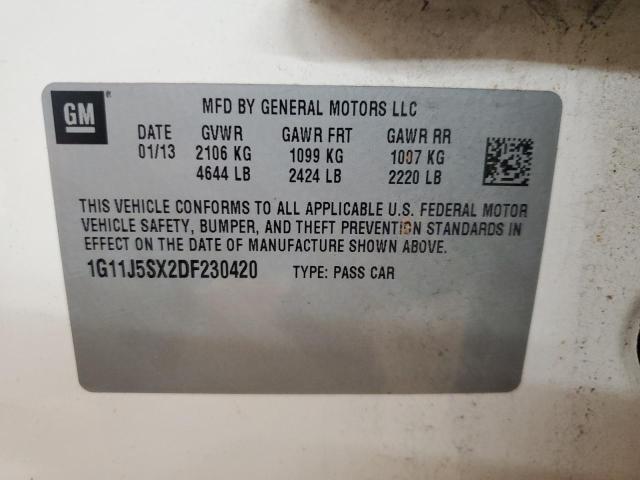 GM
MFD BY GENERAL MOTORS LLC
DATE GVWR GAWR FRT GAWR RR
01/13 2106 KG 1099 KG 1007 KG
4644 LB 2424 LB 2220 LB
THIS VEHICLE CONFORMS TO ALL APPLICABLE U.S. FEDERAL MOTOR
VEHICLE SAFETY, BUMPER, AND THEFT PREVENTION STANDARDS IN
EFFECT ON THE DATE OF MANUFACTURE SHOWN ABOVE.
1G11J5SX2DF230420 TYPE: PASS CAR